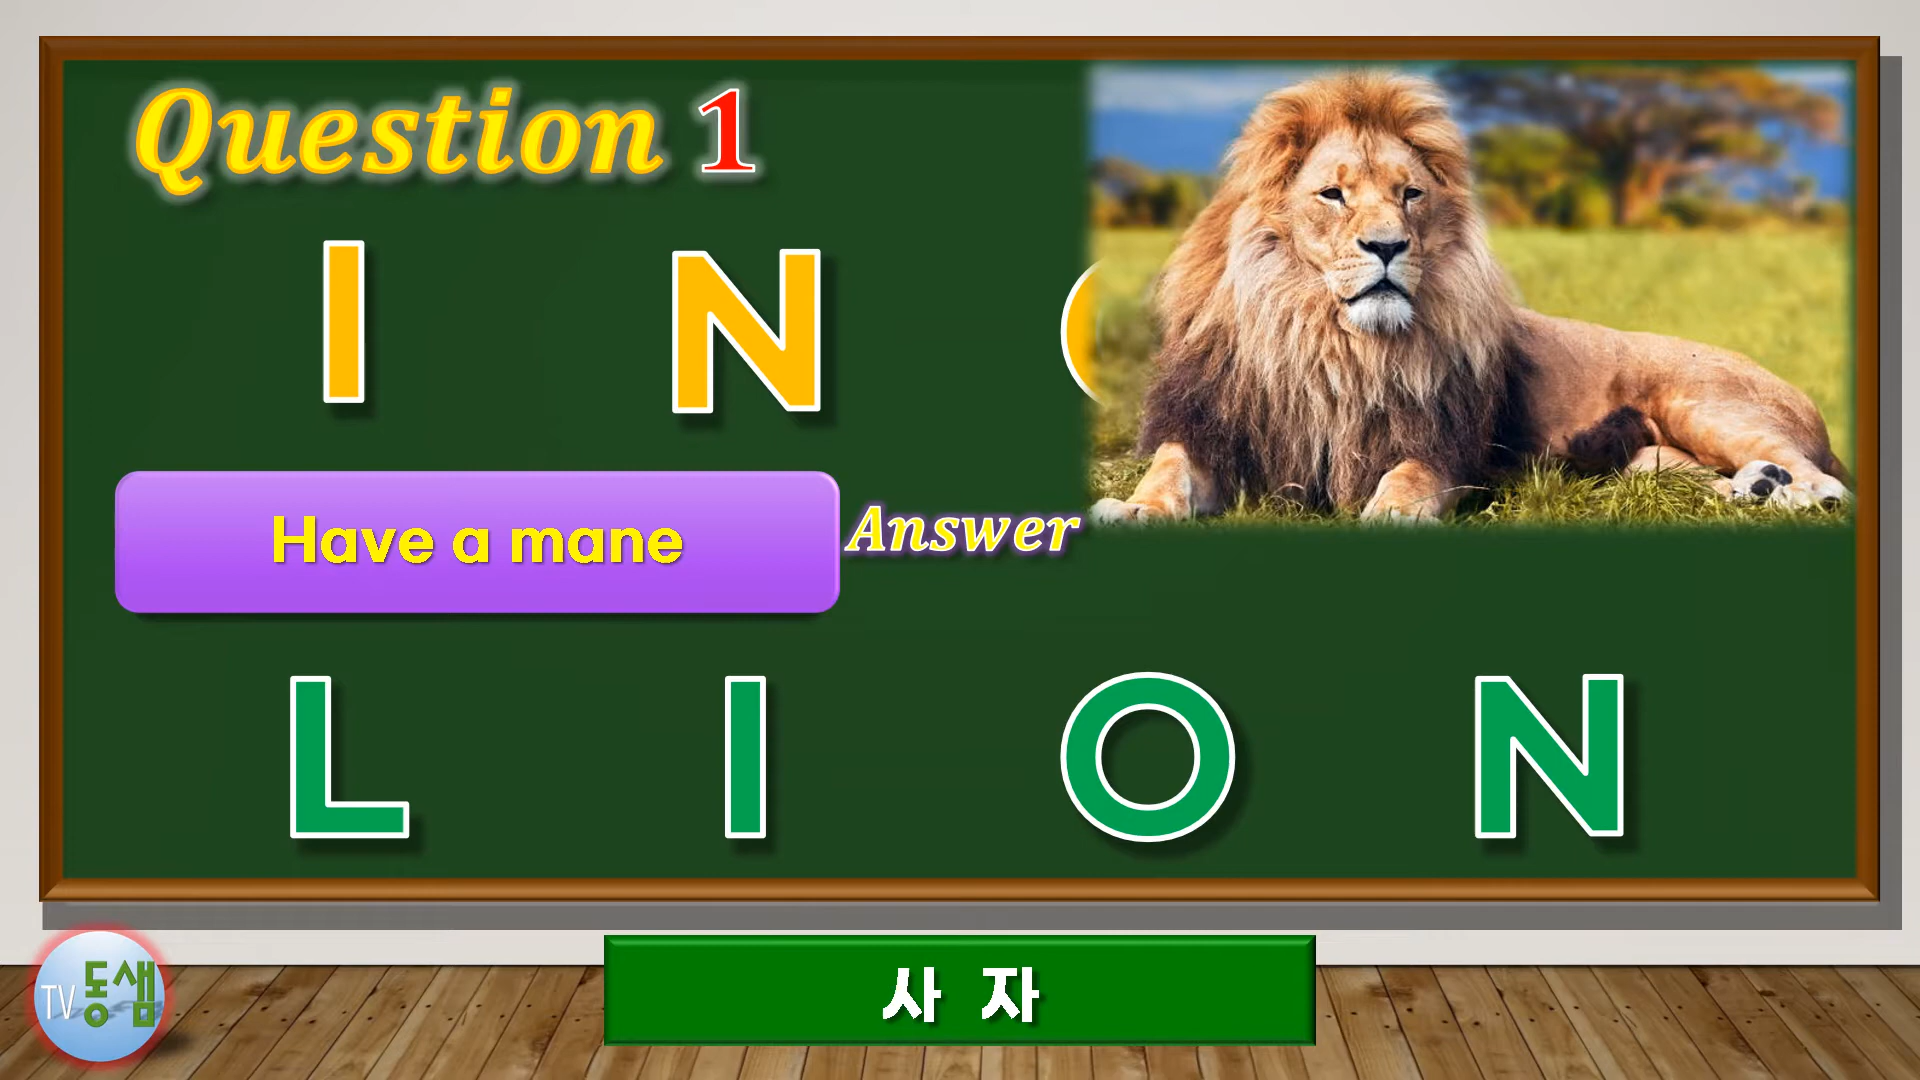 Question 1
I N
Have a mane
Answer
L I O N
사 자
TV 동샘